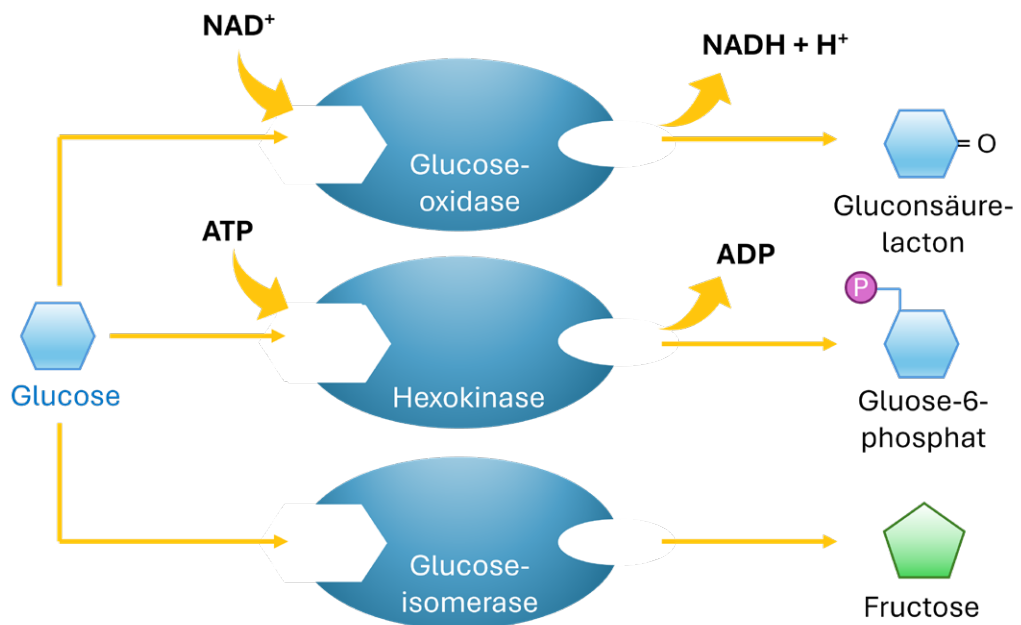 NAD⁺
NADH + H⁺
Glucose-
oxidase
= O
Gluconsäure-
lacton
ATP
ADP
P
Glucose
Hexokinase
Gluose-6-
phosphat
Glucose-
isomerase
Fructose